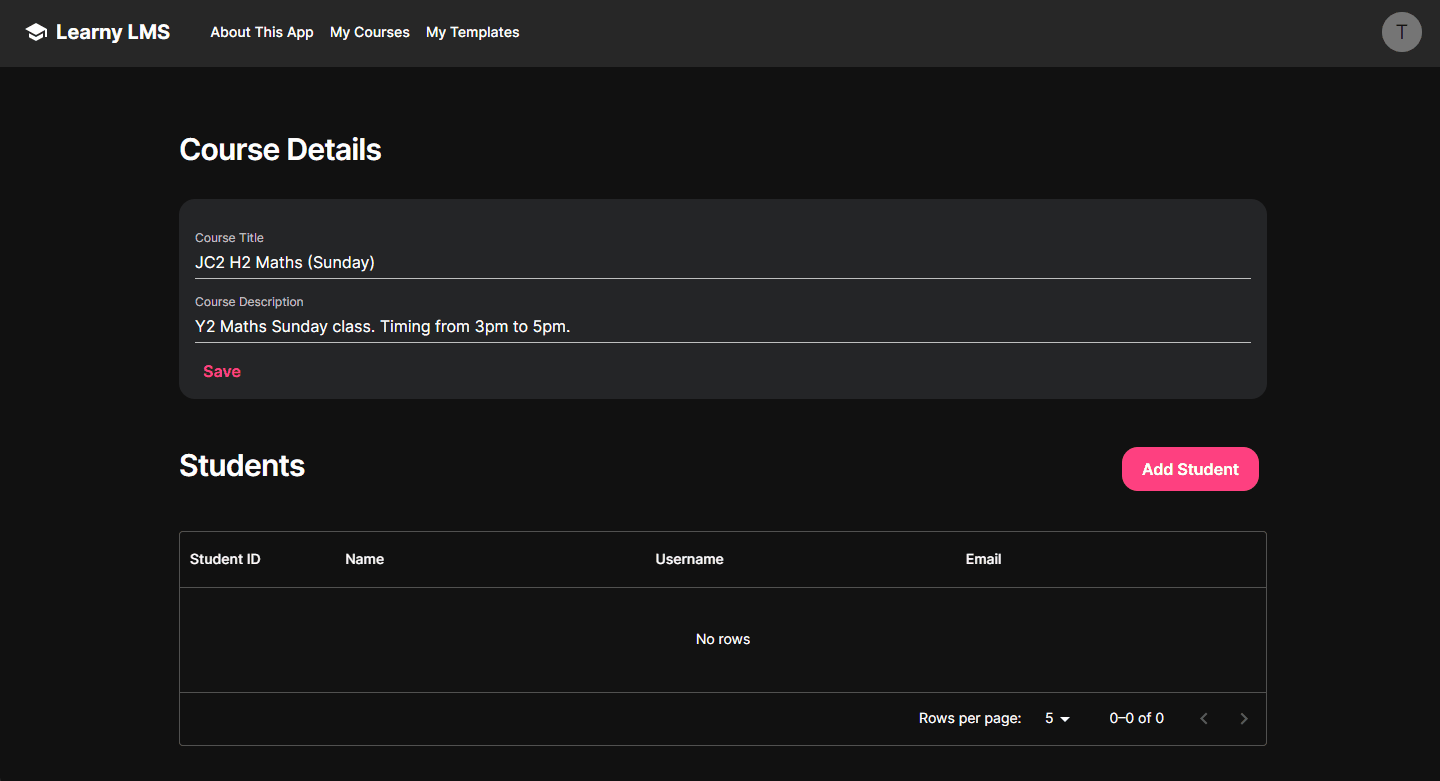 Learny LMS About This App My Courses My Templates T
Course Details
Course Title
JC2 H2 Maths (Sunday)
Course Description
Y2 Maths Sunday class. Timing from 3pm to 5pm.
Save
Students Add Student
Student ID Name Username Email
No rows
Rows per page: 5 0–0 of 0